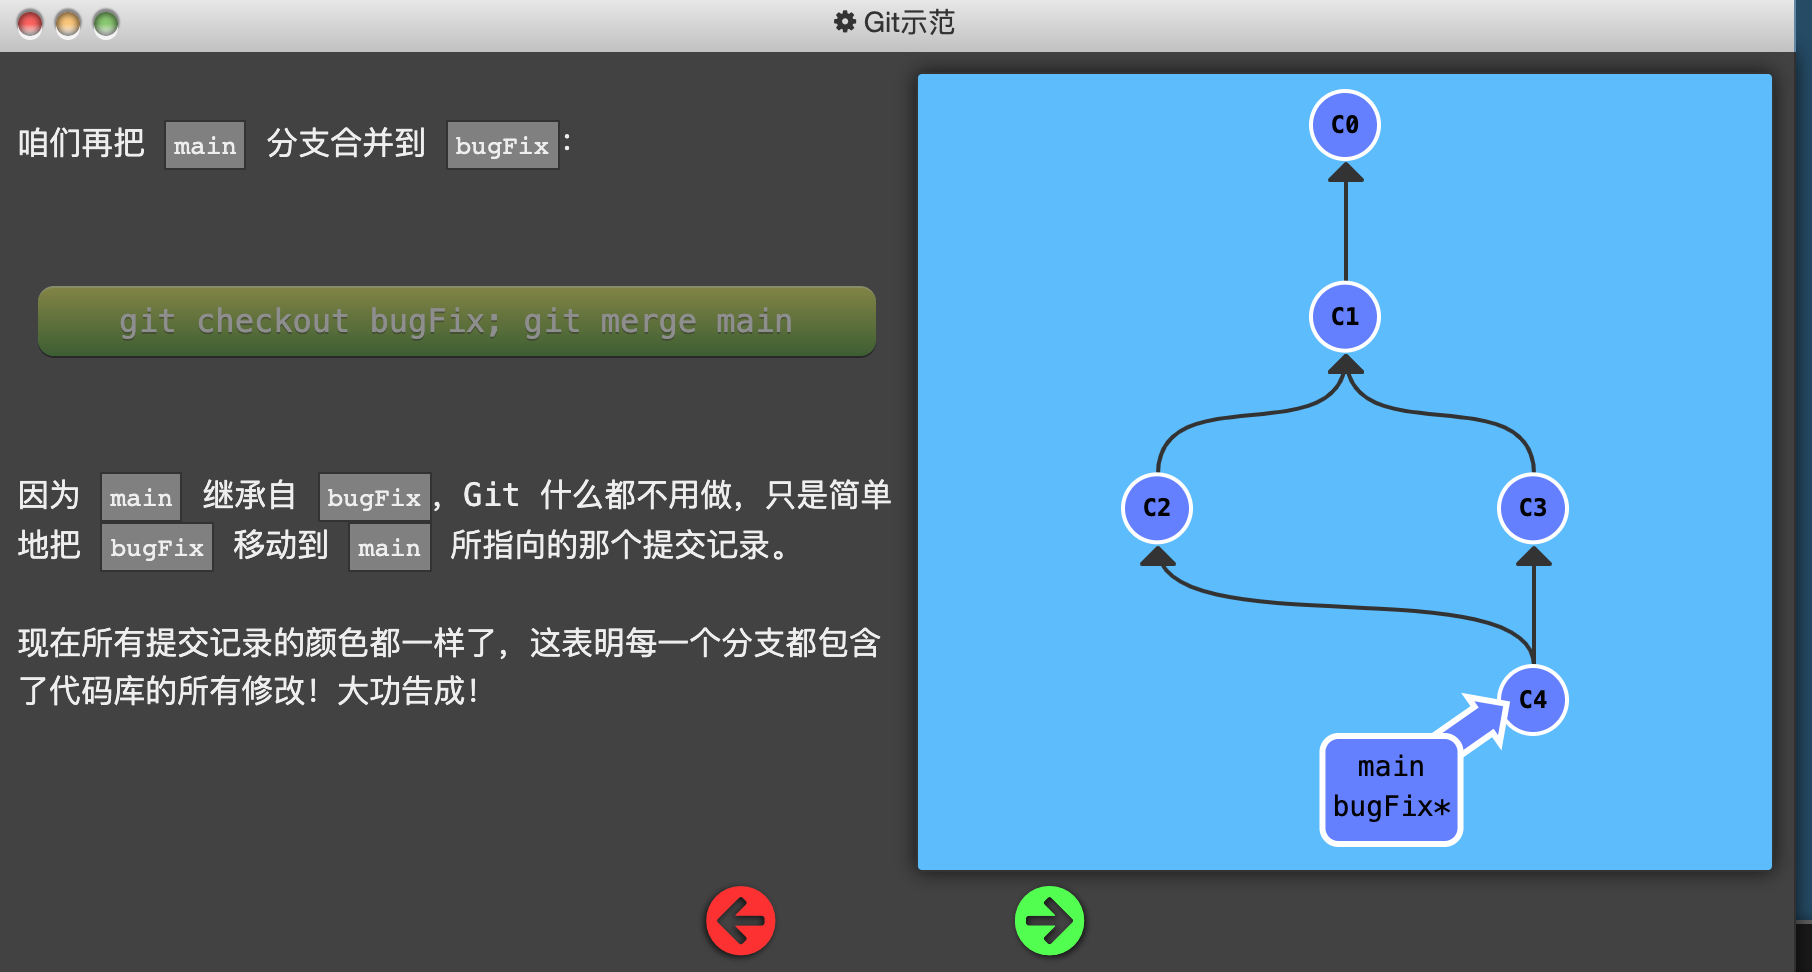 Git示范
咱们再把 main 分支合并到 bugFix：
git checkout bugFix; git merge main
因为 main 继承自 bugFix，Git 什么都不用做，只是简单
地把 bugFix 移动到 main 所指向的那个提交记录。
现在所有提交记录的颜色都一样了，这表明每一个分支都包含
了代码库的所有修改！大功告成！
C0
C1
C2
C3
C4
main
bugFix*